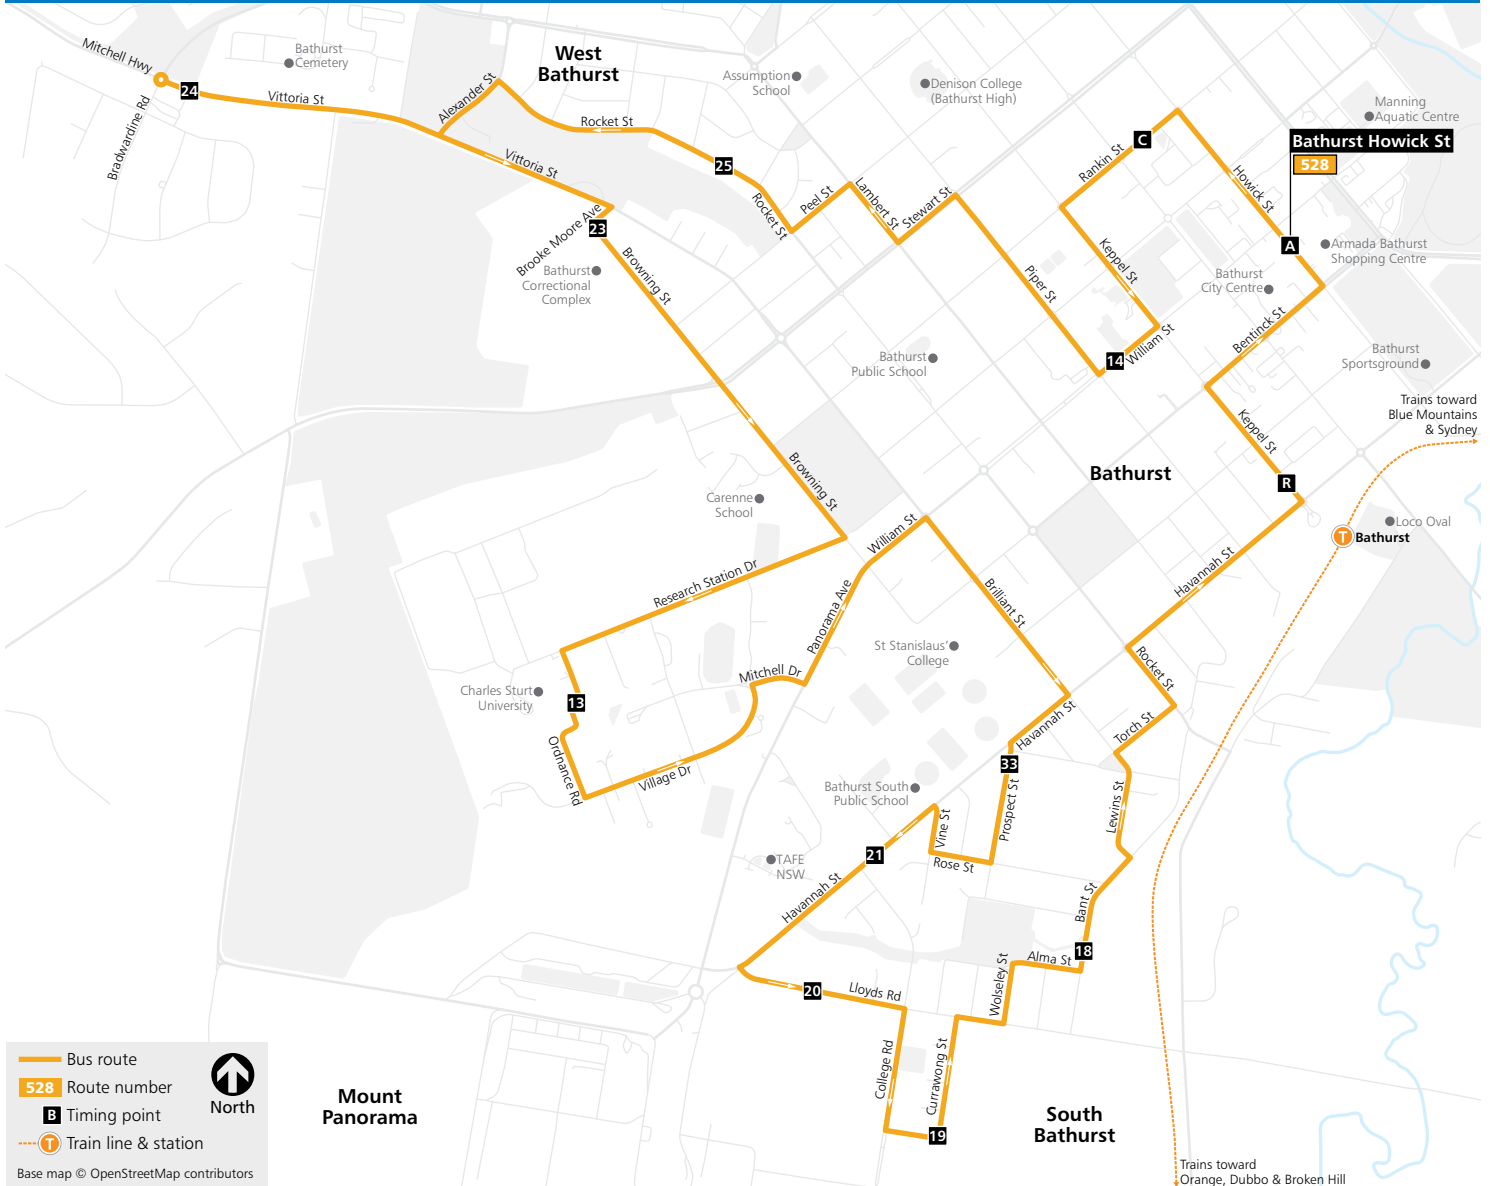 Mitchell Hwy
Bathurst
Cemetery
West
Bathurst
24
Vittoria St
Bradwardine Rd
Alexander St
Rocket St
Assumption
School
Denison College
(Bathurst High)
Manning
Aquatic Centre
Bathurst Howick St
528
C
Rankin St
Howick St
Vittoria St
25
Rocket St
Peel St
Lambert St
Stewart St
Brooke Moore Ave
23
Browning St
Bathurst
Correctional
Complex
Piper St
Keppel St
A
Armada Bathurst
Shopping Centre
Bathurst
City Centre
Bentinck St
14
William St
Bathurst
Public School
Bathurst
Sportsground
Trains toward
Blue Mountains
& Sydney
Keppel St
Bathurst
R
Browning St
Carenne
School
William St
Loco Oval
T
Bathurst
Research Station Dr
Panorama Ave
Brilliant St
Havannah St
St Stanislaus'
College
Mitchell Dr
Rocket St
Charles Sturt
University
13
Ordnance Rd
Village Dr
Havannah St
Torch St
33
Bathurst South
Public School
Prospect St
Lewins St
Vine St
Rose St
21
TAFE
NSW
Havannah St
Bant St
18
Alma St
Wolseley St
20
Lloyds Rd
College Rd
Currawong St
19
Mount
Panorama
South
Bathurst
Trains toward
Orange, Dubbo & Broken Hill
Bus route
528
Route number
B
Timing point
T
Train line & station
North
Base map © OpenStreetMap contributors